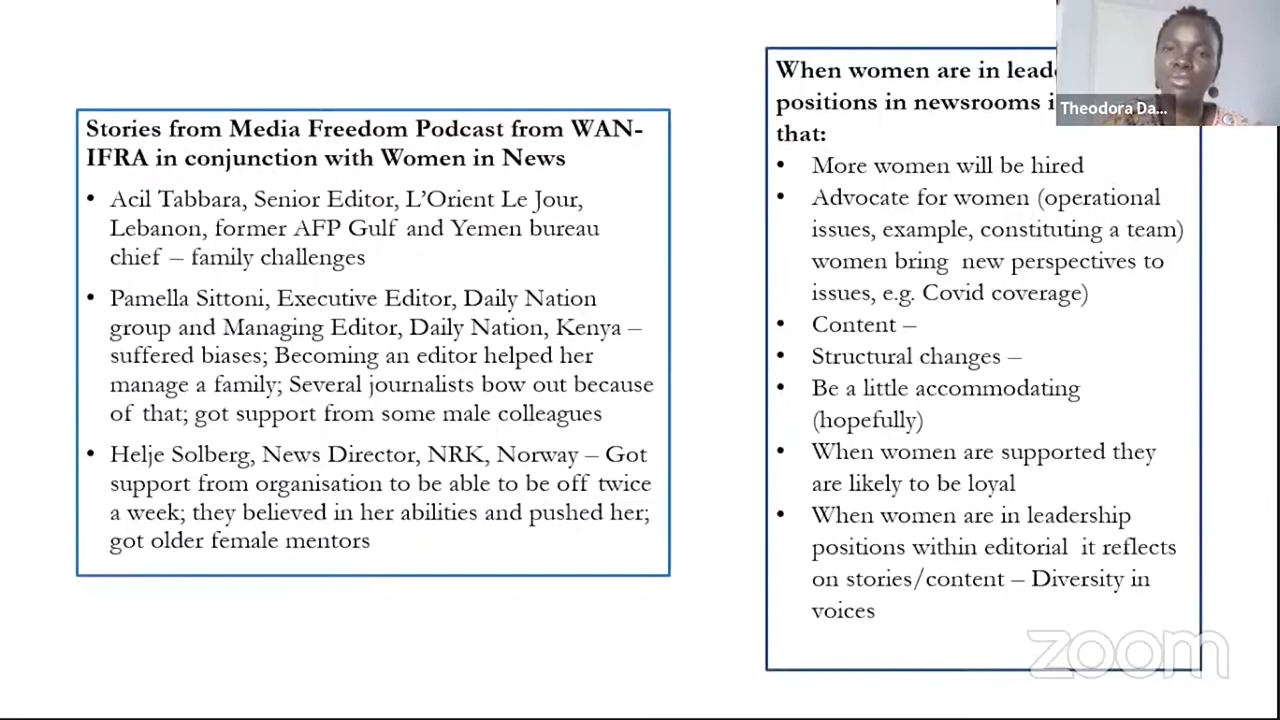 Stories from Media Freedom Podcast from WAN-
IFRA in conjunction with Women in News
• Acil Tabbara, Senior Editor, L’Orient Le Jour,
Lebanon, former AFP Gulf and Yemen bureau
chief – family challenges
• Pamella Sittoni, Executive Editor, Daily Nation
group and Managing Editor, Daily Nation, Kenya –
suffered biases; Becoming an editor helped her
manage a family; Several journalists bow out because
of that; got support from some male colleagues
• Helje Solberg, News Director, NRK, Norway – Got
support from organisation to be able to be off twice
a week; they believed in her abilities and pushed her;
got older female mentors
When women are in
positions in newsrooms
that:
• More women will be hired
• Advocate for women (operational
issues, example, constituting a team)
women bring new perspectives to
issues, e.g. Covid coverage)
• Content –
• Structural changes –
• Be a little accommodating
(hopefully)
• When women are supported they
are likely to be loyal
• When women are in leadership
positions within editorial it reflects
on stories/content – Diversity in
voices
Theodora Da...
zoom